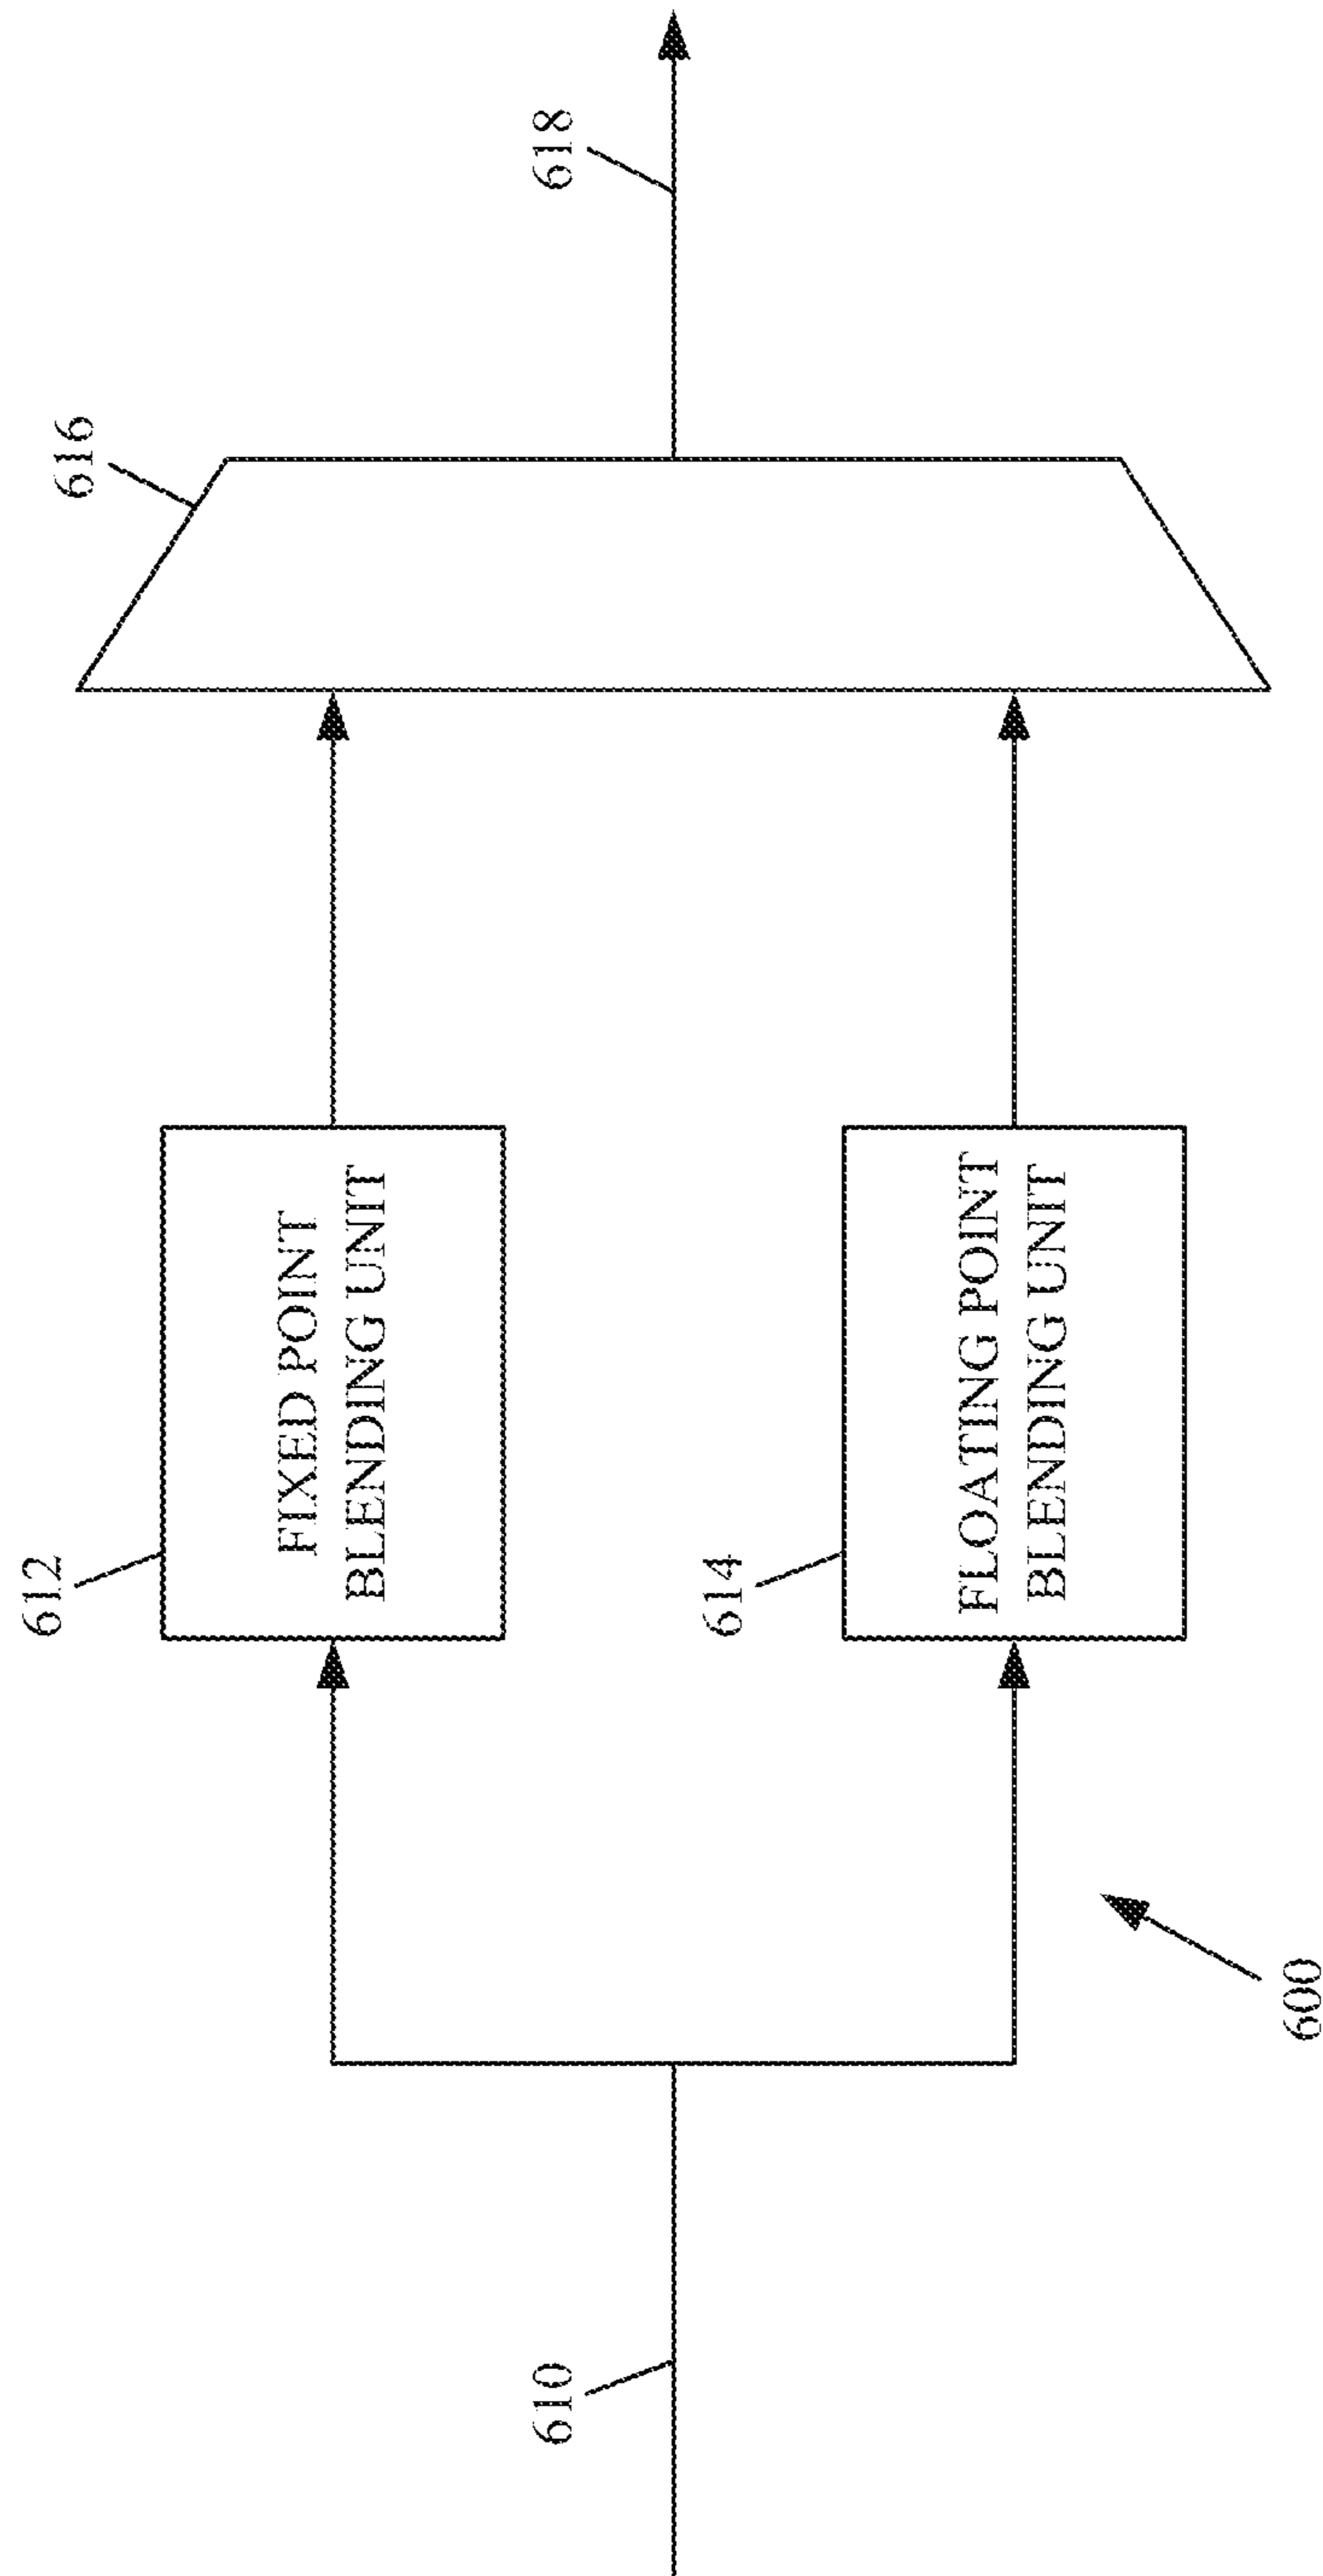 610
612
FIXED POINT
BLENDING UNIT
614
FLOATING POINT
BLENDING UNIT
616
618
600